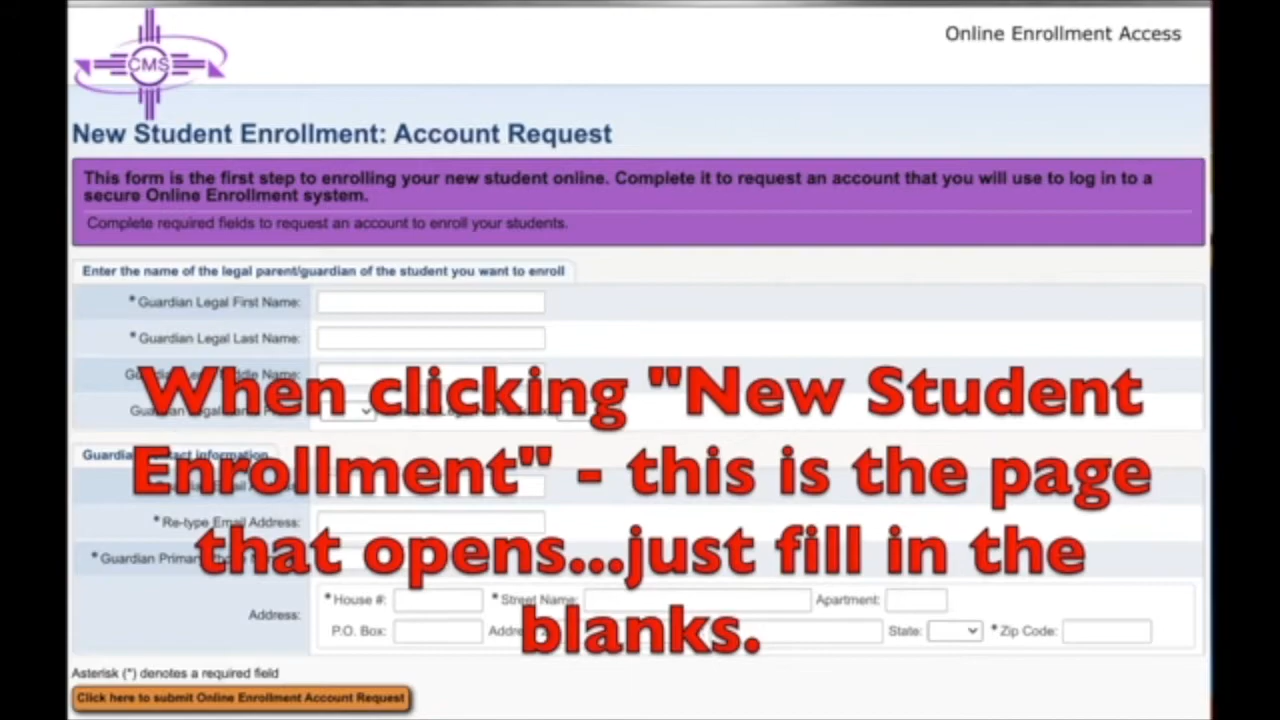 CMS
Online Enrollment Access
New Student Enrollment: Account Request
This form is the first step to enrolling your new student online. Complete it to request an account that you will use to log in to a
secure Online Enrollment system.
Complete required fields to request an account to enroll your students.
Enter the name of the legal parent/guardian of the student you want to enroll
* Guardian Legal First Name:
* Guardian Legal Last Name:
When clicking "New Student
Enrollment" - this is the page
that opens...just fill in the
blanks.
* Re-type Email Address:
Address:
* House #:
* Street Name:
Apartment:
P.O. Box:
State:
* Zip Code:
Asterisk (*) denotes a required field
Click here to submit Online Enrollment Account Request